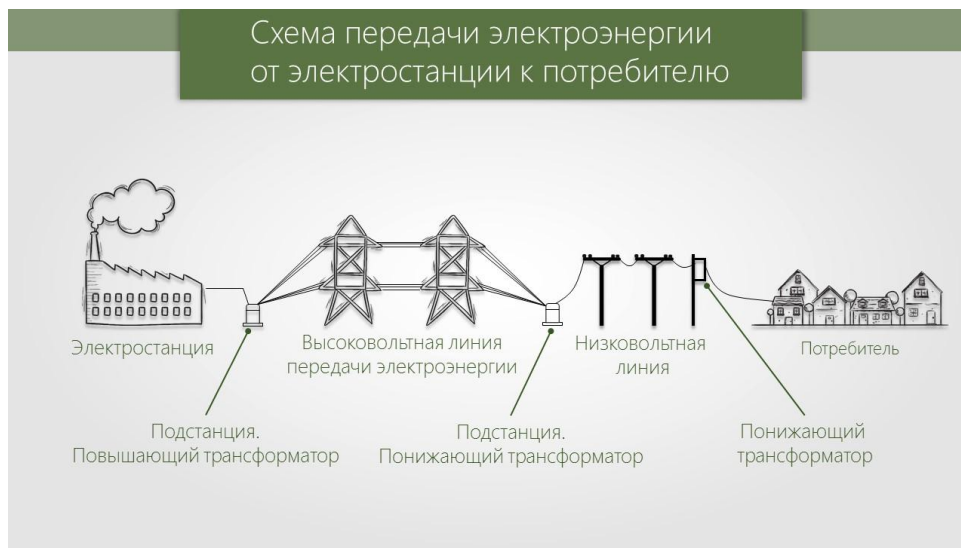 Схема передачи электроэнергии
от электростанции к потребителю
Электростанция
Высоковольтная линия
передачи электроэнергии
Низковольтная
линия
Потребитель
Подстанция.
Повышающий трансформатор
Подстанция.
Понижающий трансформатор
Понижающий
трансформатор